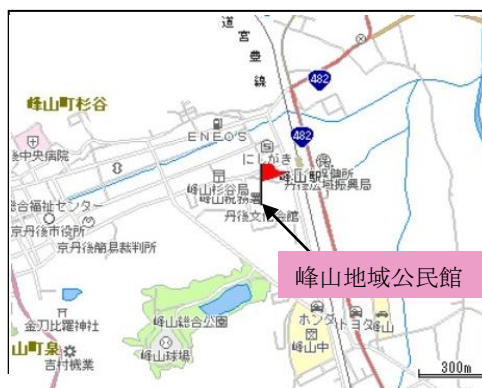 道
宮
豊
線
482
峰山町杉谷
ENEOS
482
にしがき
後中央病院
峰山駅
保健所
丹後広域振興局
峰山杉谷局
峰山税務署
総合福祉センター
丹後文化会館
京丹後市役所
京丹後簡易裁判所
峰山地域公民館
峰山総合公園
ホンダ
トヨタ
峰山
金刀比羅神社
峰山中
山町泉
峰山球場
吉村機業
300m